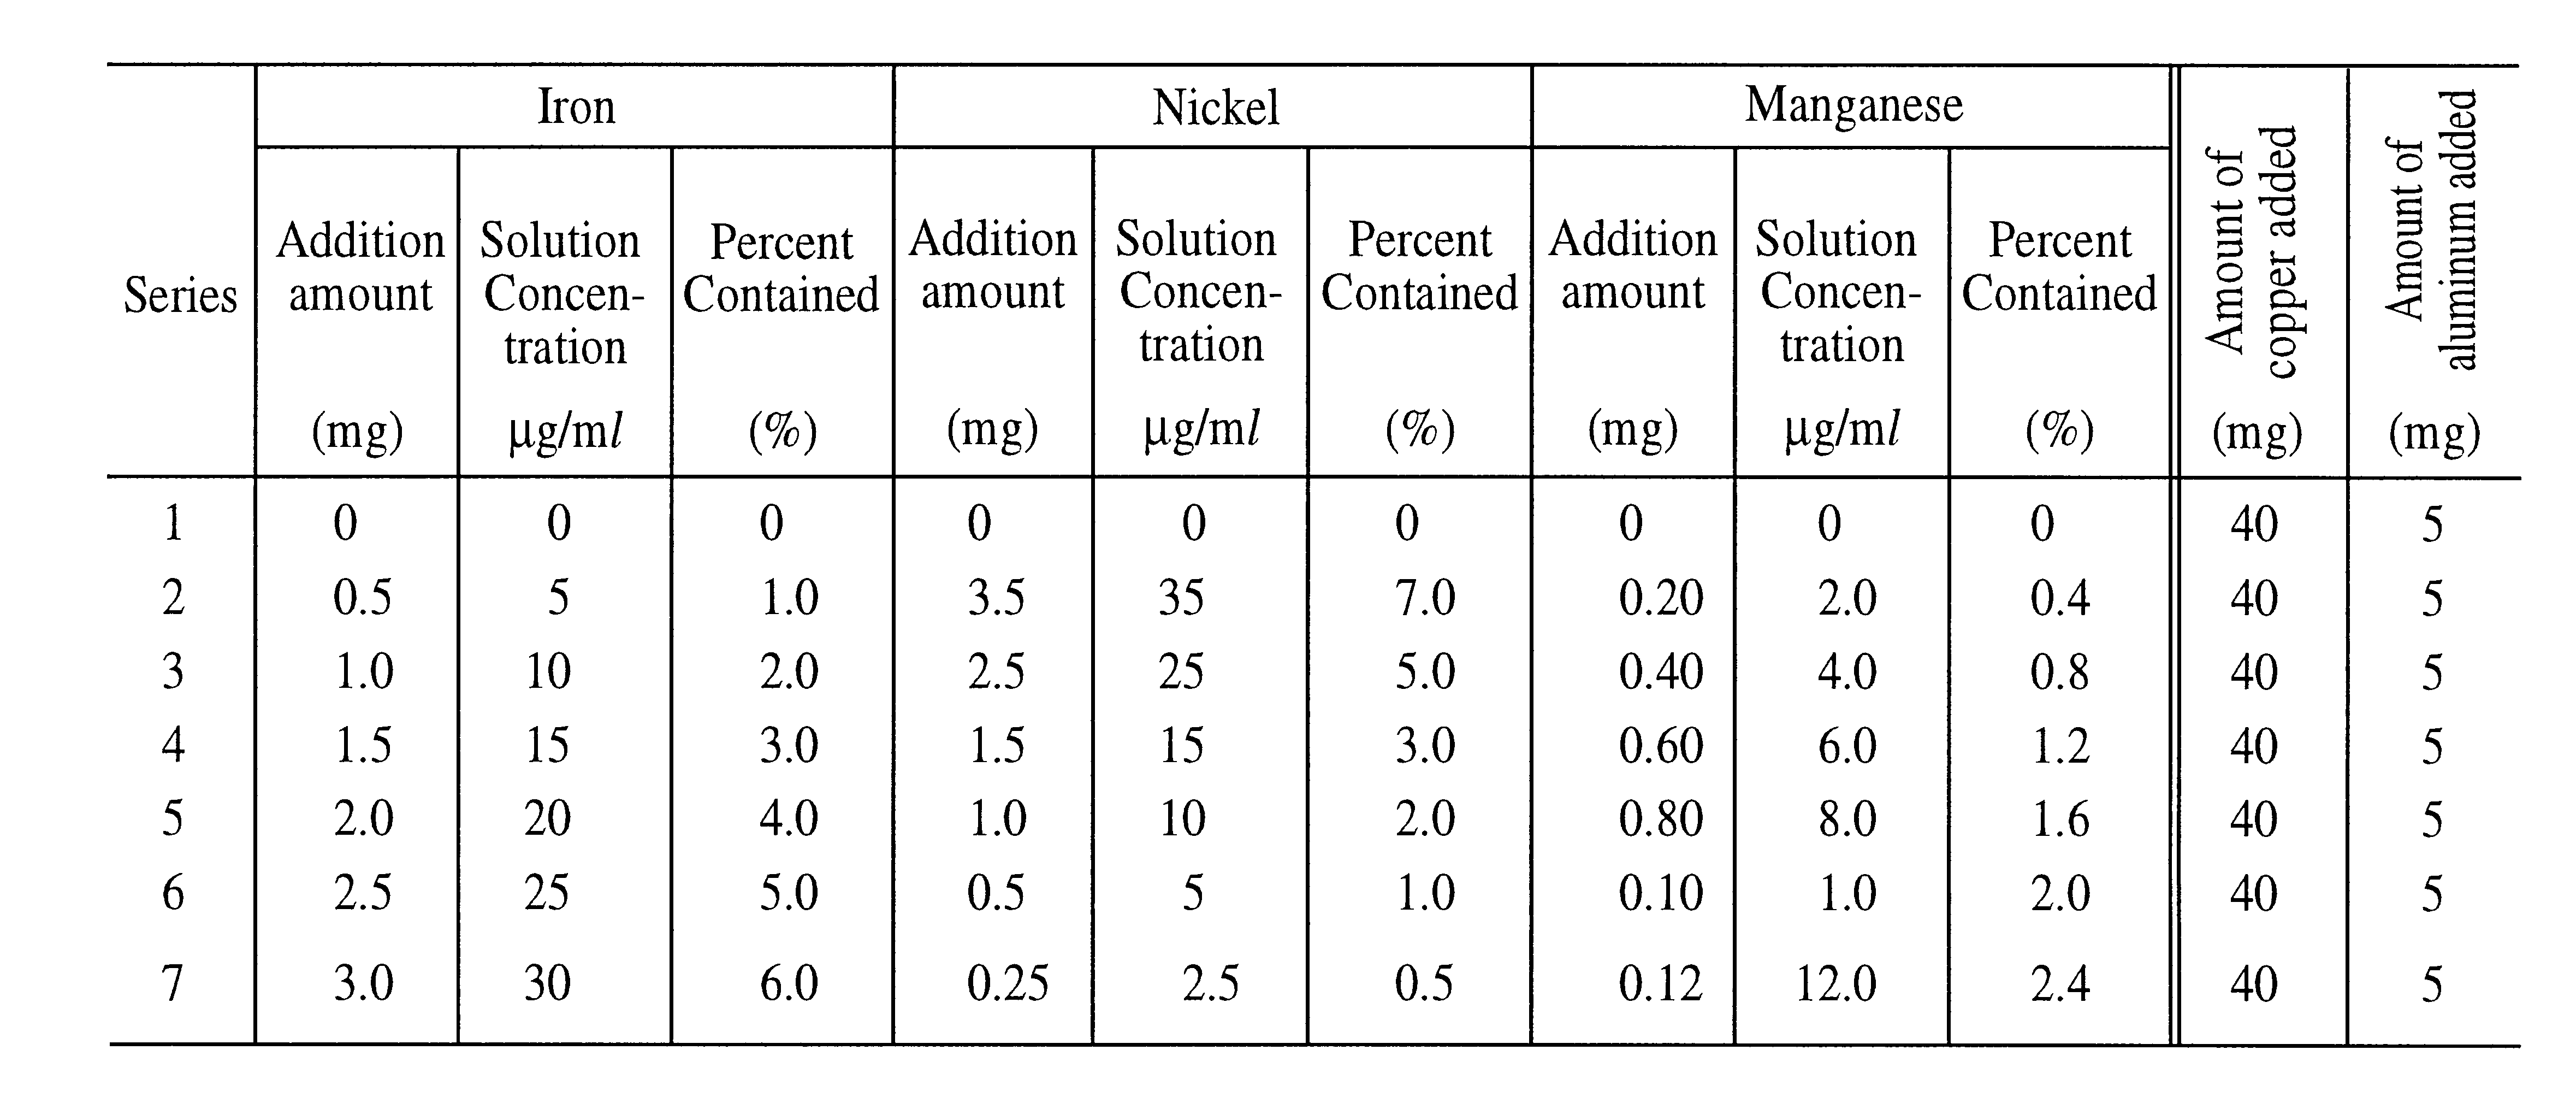 Iron Nickel Manganese
Series Addition amount (mg) Solution Concen-tration µg/ml Percent Contained (%) Addition amount (mg) Solution Concen-tration µg/ml Percent Contained (%) Addition amount (mg) Solution Concen-tration µg/ml Percent Contained (%) Amount of copper added (mg) Amount of aluminum added (mg)
1 0 0 0 0 0 0 0 0 0 40 5
2 0.5 5 1.0 3.5 35 7.0 0.20 2.0 0.4 40 5
3 1.0 10 2.0 2.5 25 5.0 0.40 4.0 0.8 40 5
4 1.5 15 3.0 1.5 15 3.0 0.60 6.0 1.2 40 5
5 2.0 20 4.0 1.0 10 2.0 0.80 8.0 1.6 40 5
6 2.5 25 5.0 0.5 5 1.0 0.10 1.0 2.0 40 5
7 3.0 30 6.0 0.25 2.5 0.5 0.12 12.0 2.4 40 5